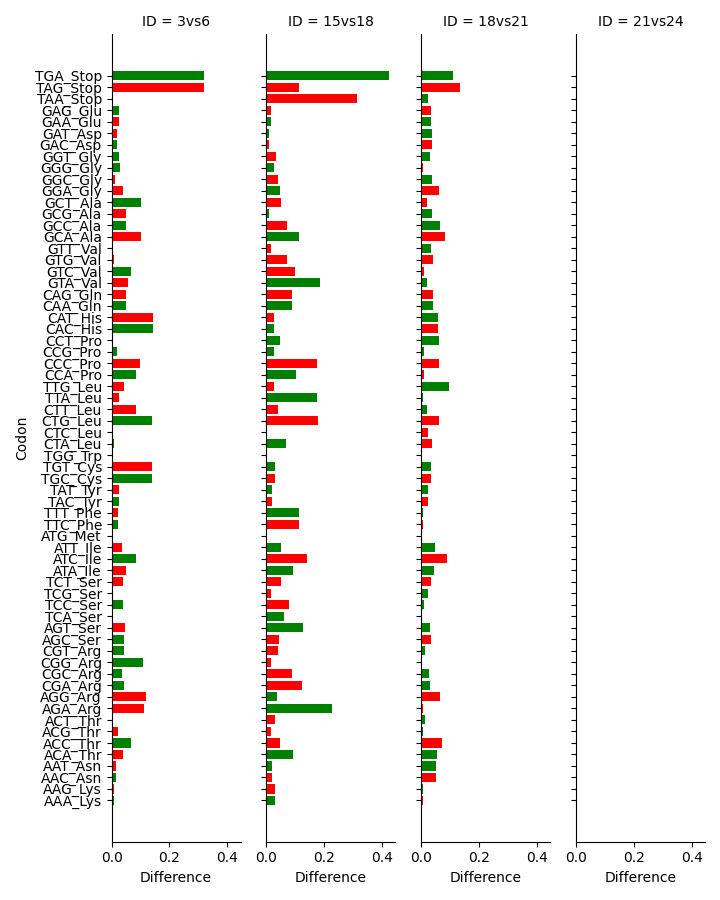 ID = 3vs6
ID = 15vs18
ID = 18vs21
ID = 21vs24
Codon
TGA_Stop
TAG_Stop
TAA_Stop
GAG_Glu
GAA_Glu
GAT_Asp
GAC_Asp
GGT_Gly
GGG_Gly
GGC_Gly
GGA_Gly
GCT_Ala
GCG_Ala
GCC_Ala
GCA_Ala
GTT_Val
GTG_Val
GTC_Val
GTA_Val
CAG_Gln
CAA_Gln
CAT_His
CAC_His
CCT_Pro
CCG_Pro
CCC_Pro
CCA_Pro
TTG_Leu
TTA_Leu
CTT_Leu
CTG_Leu
CTC_Leu
CTA_Leu
TGG_Trp
TGT_Cys
TGC_Cys
TAT_Tyr
TAC_Tyr
TTT_Phe
TTC_Phe
ATG_Met
ATT_Ile
ATC_Ile
ATA_Ile
TCT_Ser
TCG_Ser
TCC_Ser
TCA_Ser
AGT_Ser
AGC_Ser
CGT_Arg
CGG_Arg
CGC_Arg
CGA_Arg
AGG_Arg
AGA_Arg
ACT_Thr
ACG_Thr
ACC_Thr
ACA_Thr
AAT_Asn
AAC_Asn
AAG_Lys
AAA_Lys
0.0 0.2 0.4
0.0 0.2 0.4
0.0 0.2 0.4
0.0 0.2 0.4
Difference
Difference
Difference
Difference